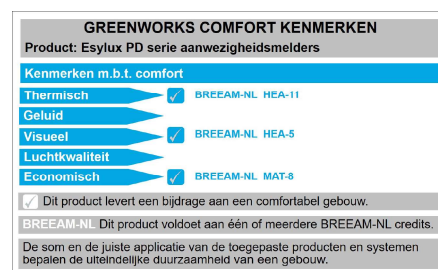 GREENWORKS COMFORT KENMERKEN
Product: Esylux PD serie aanwezigheidsmelders
Kenmerken m.b.t. comfort
Thermisch BREEAM-NL HEA-11
Geluid
Visueel BREEAM-NL HEA-5
Luchtkwaliteit
Economisch BREEAM-NL MAT-8
Dit product levert een bijdrage aan een comfortabel gebouw.
BREEAM-NL Dit product voldoet aan één of meerdere BREEAM-NL credits.
De som en de juiste applicatie van de toegepaste producten en systemen
bepalen de uiteindelijke duurzaamheid van een gebouw.